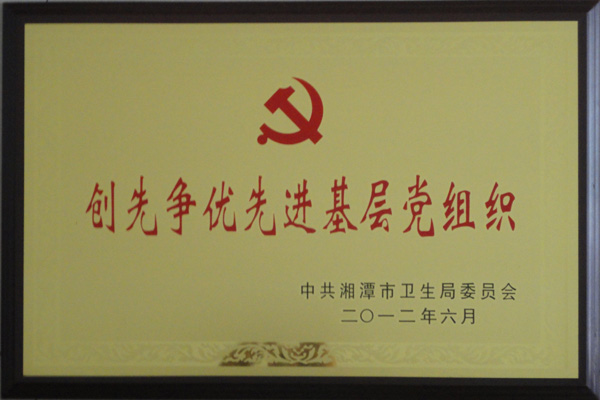 创先争优先进基层党组织
中共湘潭市卫生局委员会
二〇一二年六月